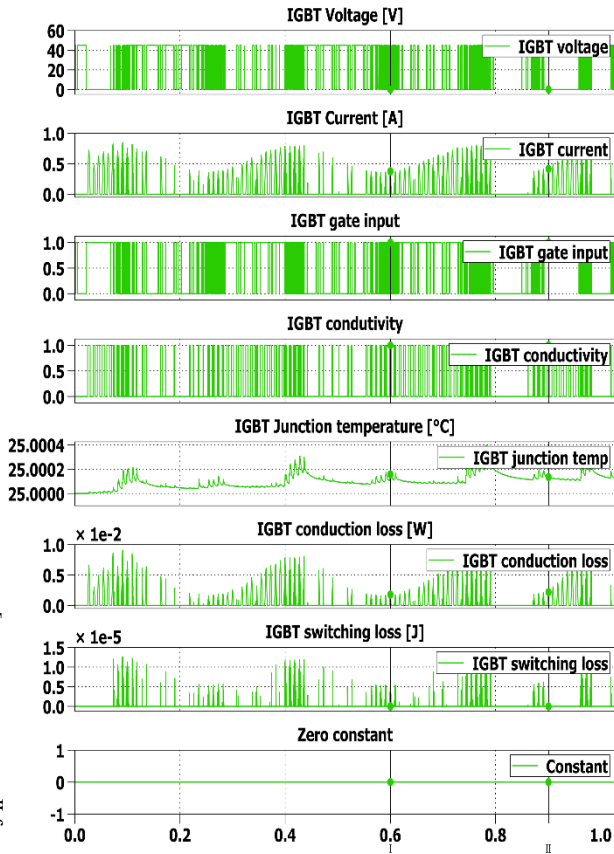 IGBT Voltage [V]
60
40
20
0
IGBT voltage
IGBT Current [A]
1.0
0.5
0.0
IGBT current
IGBT gate input
1.0
0.5
0.0
IGBT gate input
IGBT condutivity
1.0
0.5
0.0
IGBT conductivity
IGBT Junction temperature [°C]
25.0004
25.0002
25.0000
IGBT junction temp
× 1e-2
IGBT conduction loss [W]
1.0
0.5
0.0
IGBT conduction loss
× 1e-5
IGBT switching loss [J]
1.5
1.0
0.5
0.0
IGBT switching loss
Zero constant
1
0
-1
Constant
0.0 0.2 0.4 0.6 0.8 1.0
I II